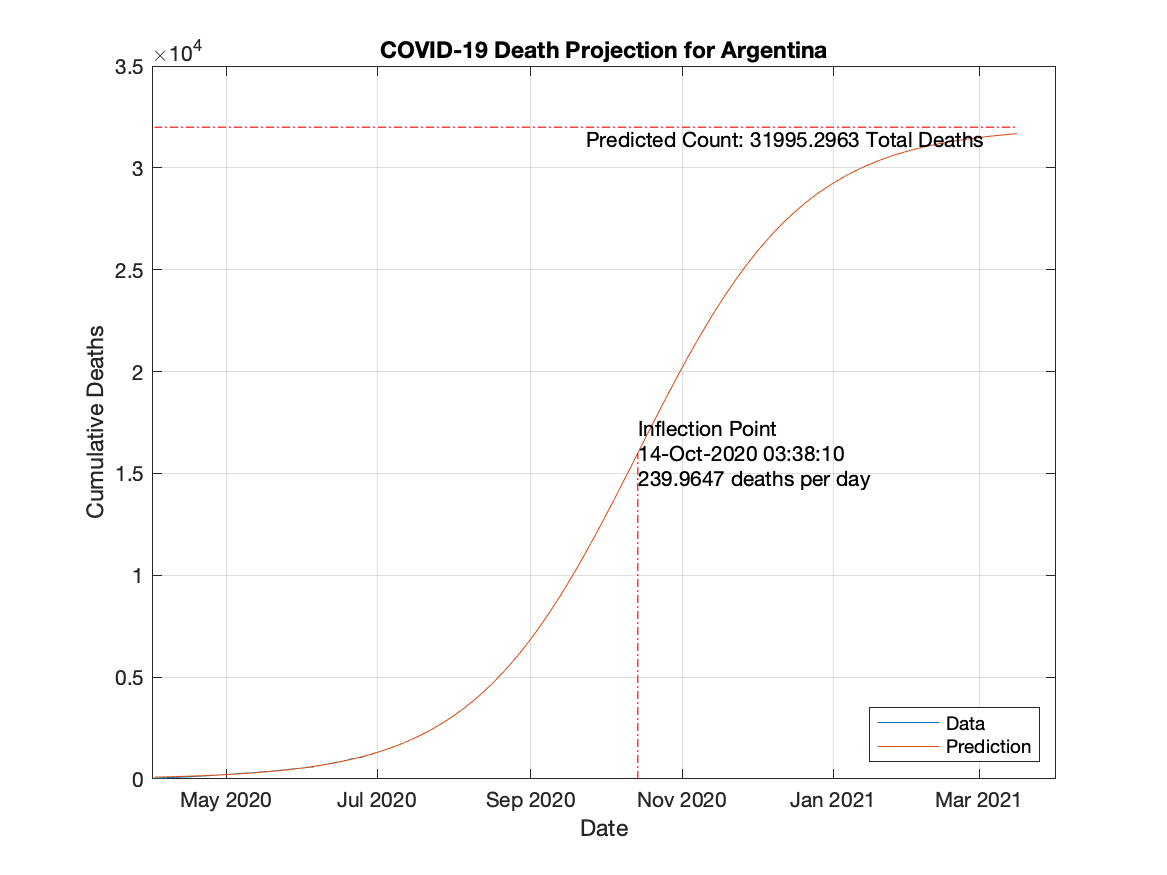 COVID-19 Death Projection for Argentina
×10⁴
3.5
3
2.5
2
1.5
1
0.5
0
Cumulative Deaths
Predicted Count: 31995.2963 Total Deaths
Inflection Point
14-Oct-2020 03:38:10
239.9647 deaths per day
Data
Prediction
May 2020 Jul 2020 Sep 2020 Nov 2020 Jan 2021 Mar 2021
Date